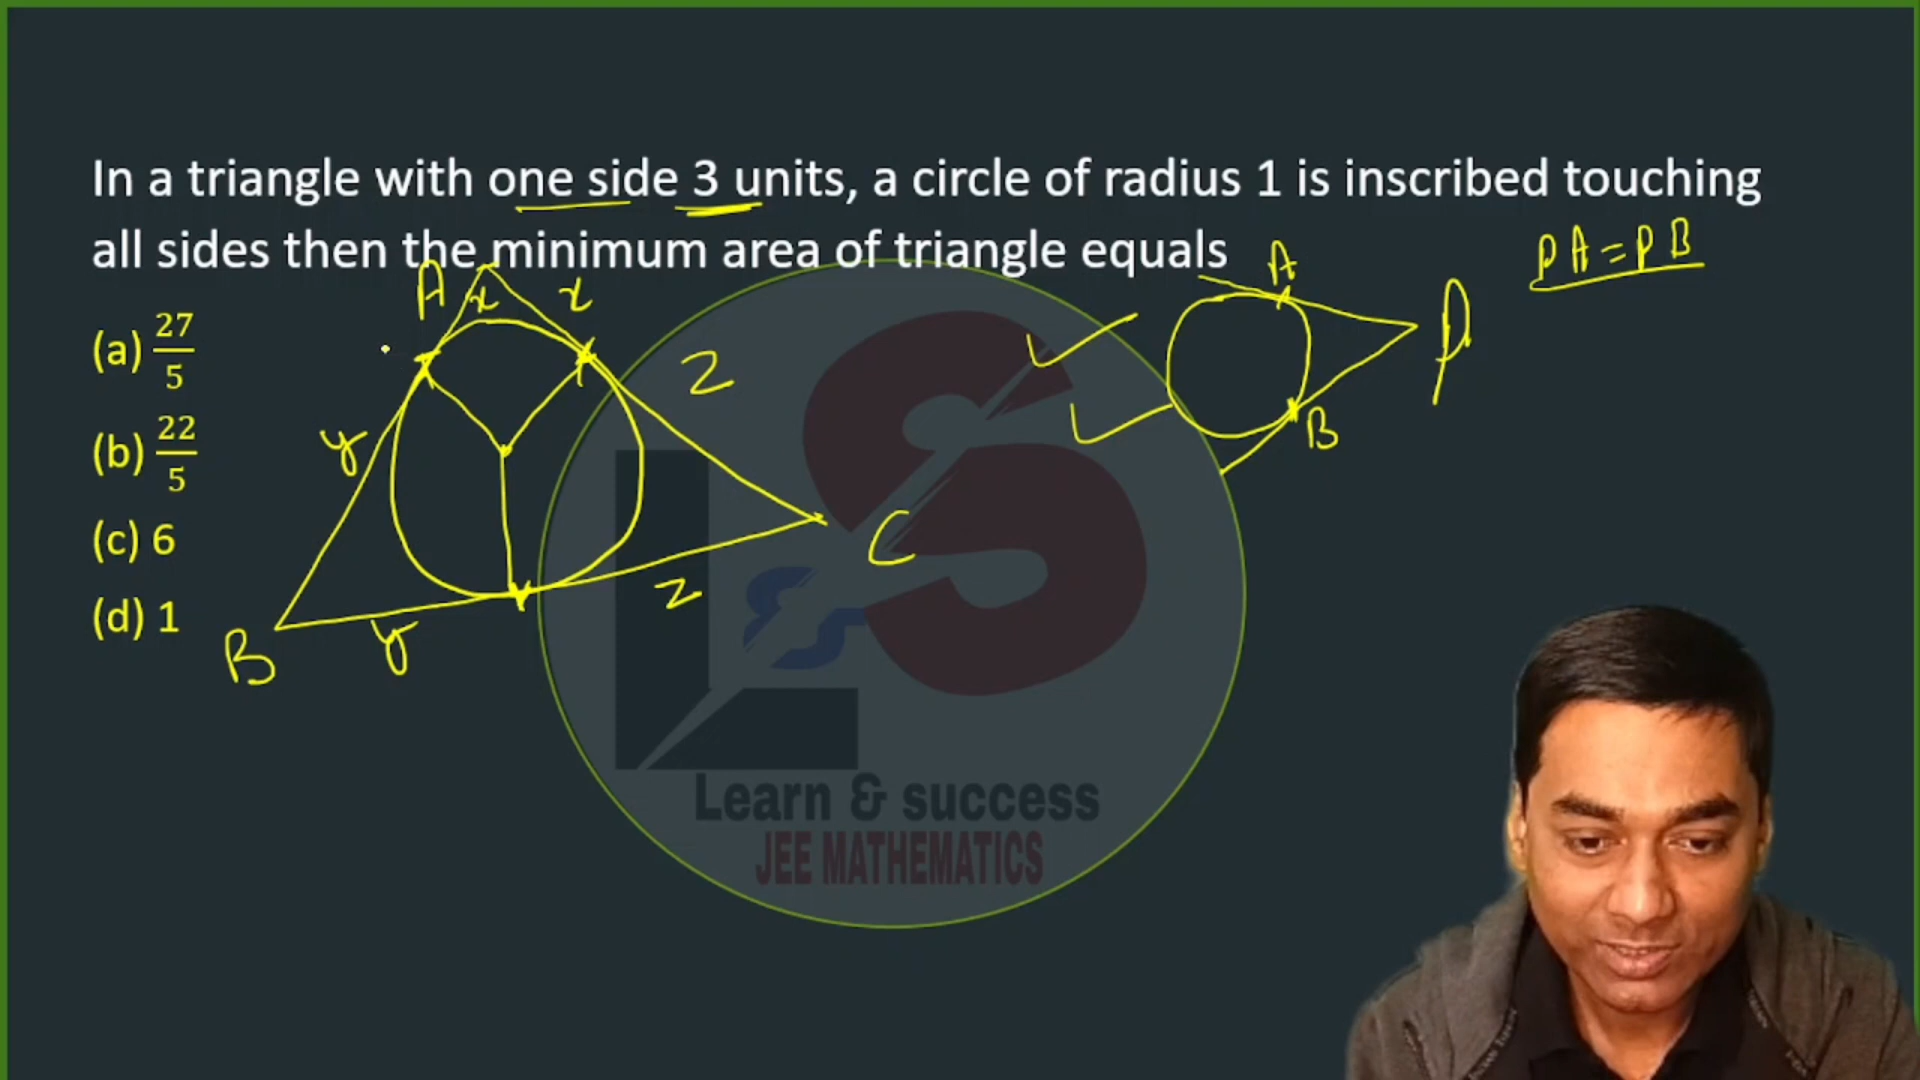 In a triangle with one side 3 units, a circle of radius 1 is inscribed touching
all sides then the minimum area of triangle equals
PA = PB
A
x
x
A
P
(a) 27/5
z
y
B
(b) 22/5
C
(c) 6
z
(d) 1
y
B
LS
Learn & success
JEE MATHEMATICS